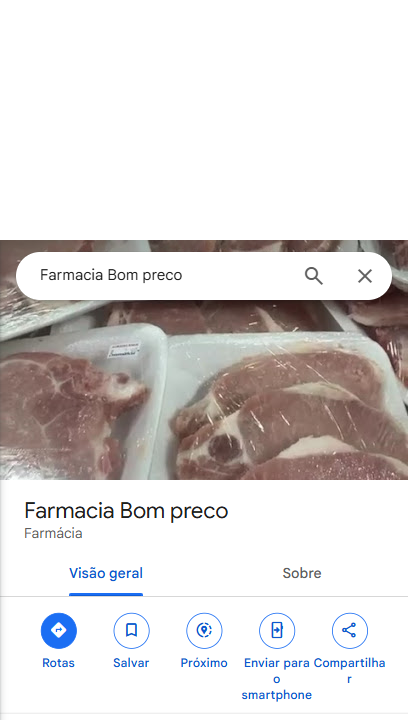 Farmacia Bom preco
Farmacia Bom preco
Farmácia
Visão geral
Sobre
Rotas
Salvar
Próximo
Enviar para o smartphone
Compartilhar